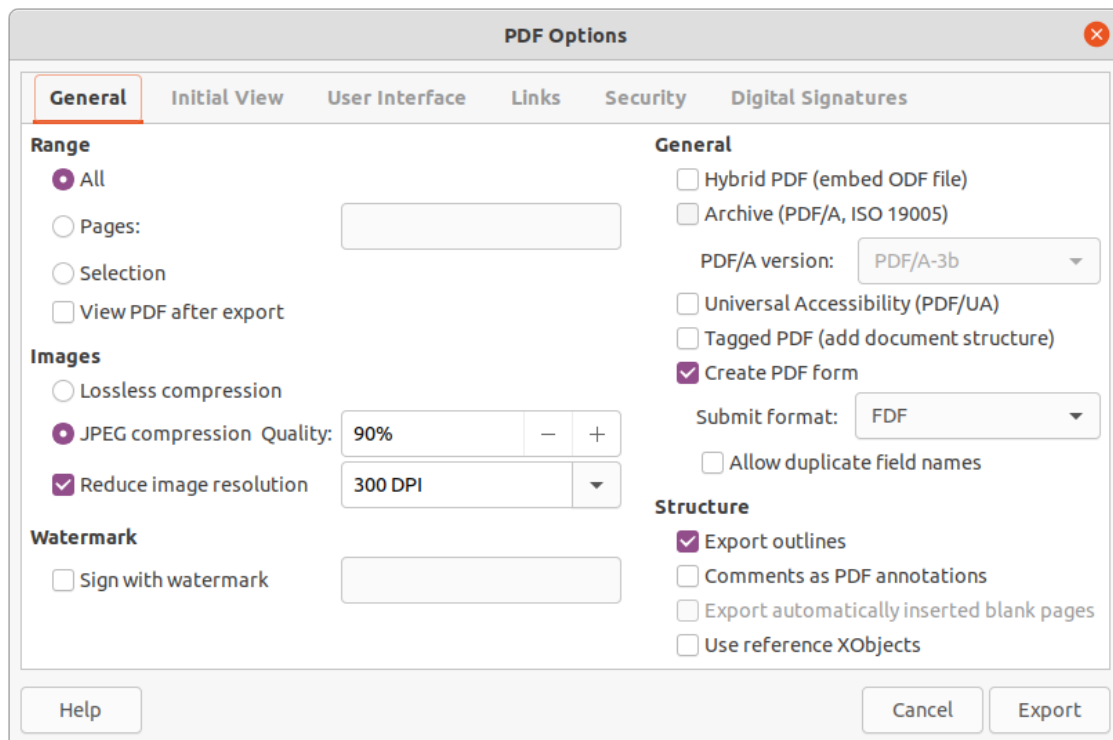 PDF Options
General Initial View User Interface Links Security Digital Signatures
Range
All
Pages:
Selection
View PDF after export
Images
Lossless compression
JPEG compression Quality: 90%
Reduce image resolution 300 DPI
Watermark
Sign with watermark
General
Hybrid PDF (embed ODF file)
Archive (PDF/A, ISO 19005)
PDF/A version: PDF/A-3b
Universal Accessibility (PDF/UA)
Tagged PDF (add document structure)
Create PDF form
Submit format: FDF
Allow duplicate field names
Structure
Export outlines
Comments as PDF annotations
Export automatically inserted blank pages
Use reference XObjects
Help Cancel Export